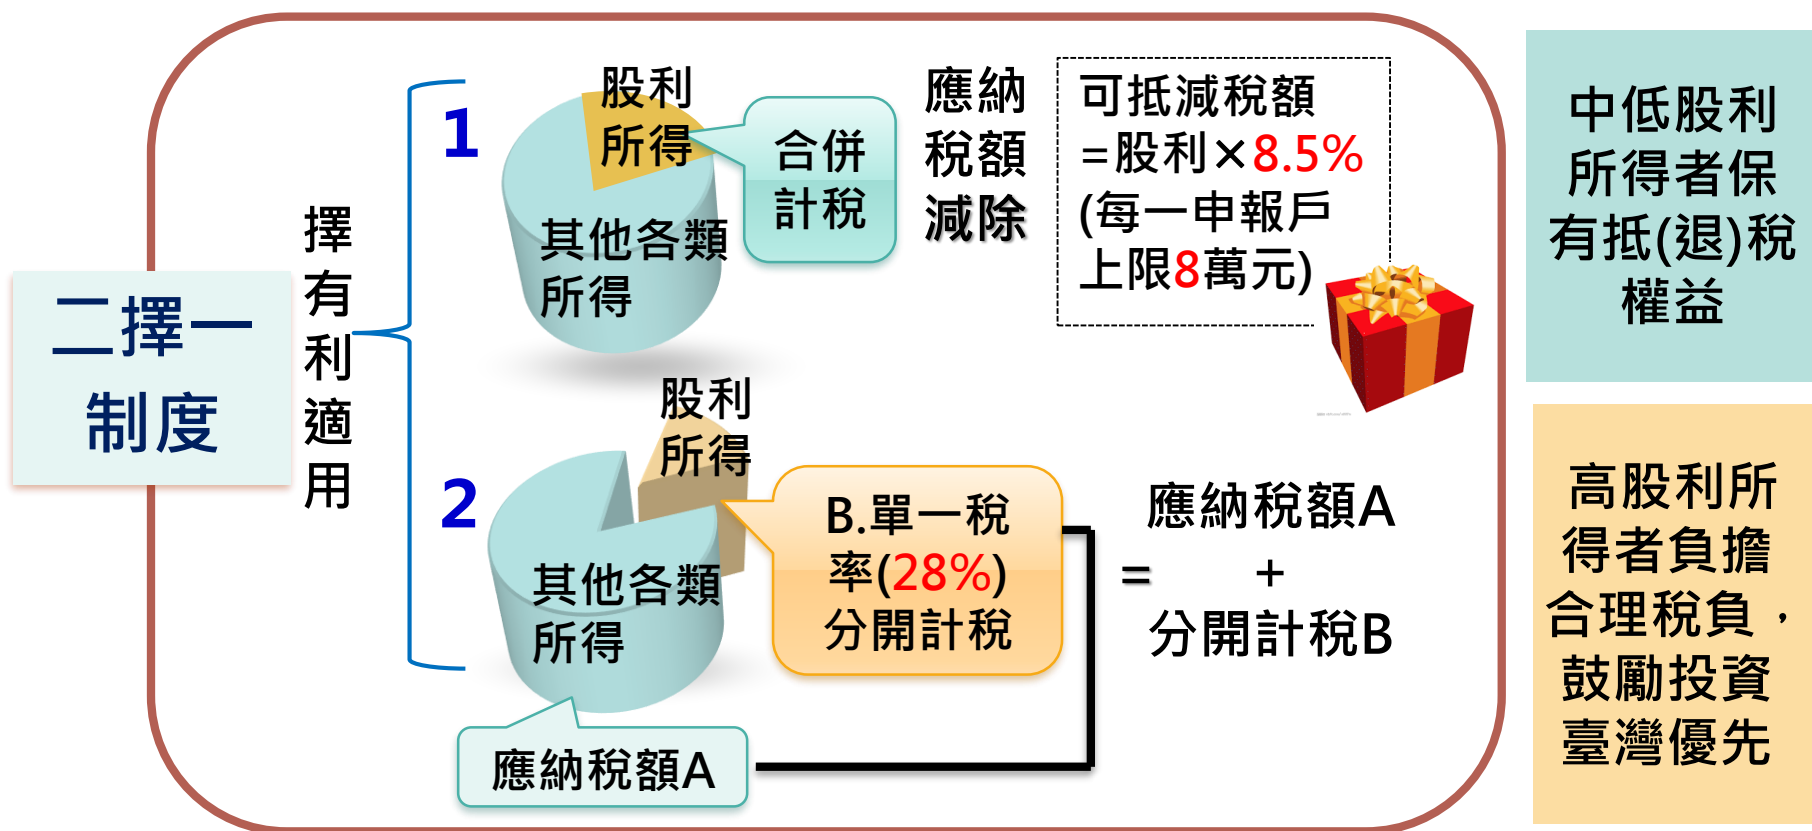 二擇一
制度
擇
有
利
適
用
1
股利
所得
其他各類
所得
合併
計稅
應納
稅額
減除
可抵減稅額
=股利×8.5%
(每一申報戶
上限8萬元)
2
股利
所得
其他各類
所得
B.單一稅
率(28%)
分開計稅
應納稅額A
應納稅額A
= +
分開計稅B
中低股利
所得者保
有抵(退)稅
權益
高股利所
得者負擔
合理稅負，
鼓勵投資
臺灣優先